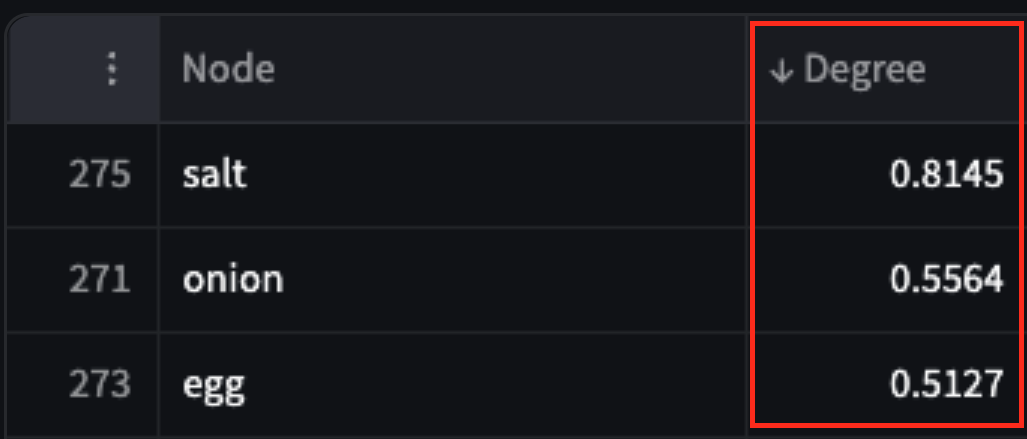 ⋮ Node ↓ Degree
275 salt 0.8145
271 onion 0.5564
273 egg 0.5127